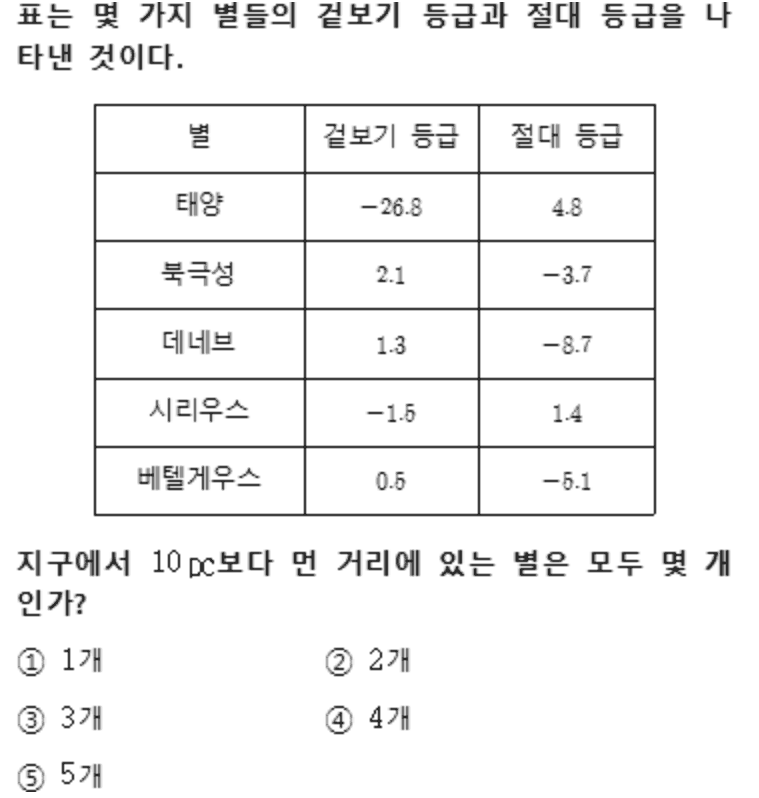 표는 몇 가지 별들의 겉보기 등급과 절대 등급을 나
타낸 것이다.
별 겉보기 등급 절대 등급
태양 −26.8 4.8
북극성 2.1 −3.7
데네브 1.3 −8.7
시리우스 −1.5 1.4
베텔게우스 0.5 −5.1
지구에서 10pc보다 먼 거리에 있는 별은 모두 몇 개
인가?
① 1개 ② 2개
③ 3개 ④ 4개
⑤ 5개